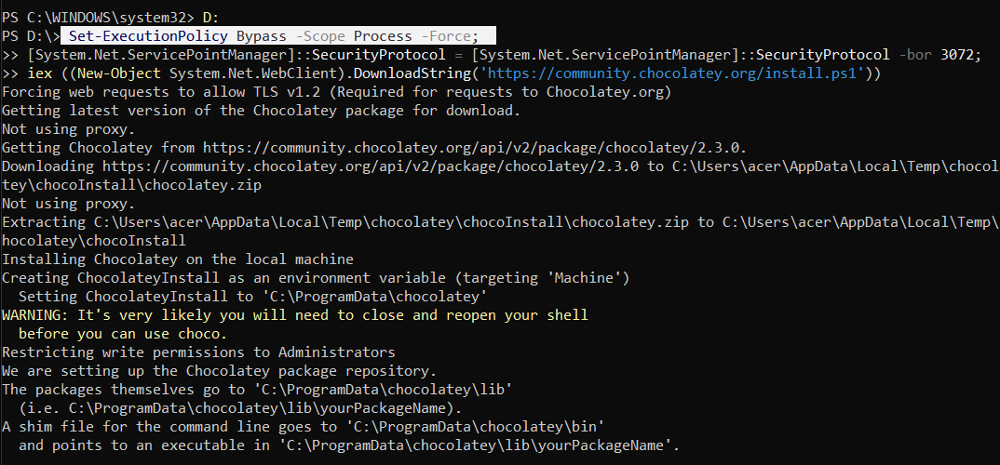 PS C:\WINDOWS\system32> D:
PS D:\> Set-ExecutionPolicy Bypass -Scope Process -Force;
>> [System.Net.ServicePointManager]::SecurityProtocol = [System.Net.ServicePointManager]::SecurityProtocol -bor 3072;
>> iex ((New-Object System.Net.WebClient).DownloadString('https://community.chocolatey.org/install.ps1'))
Forcing web requests to allow TLS v1.2 (Required for requests to Chocolatey.org)
Getting latest version of the Chocolatey package for download.
Not using proxy.
Getting Chocolatey from https://community.chocolatey.org/api/v2/package/chocolatey/2.3.0.
Downloading https://community.chocolatey.org/api/v2/package/chocolatey/2.3.0 to C:\Users\acer\AppData\Local\Temp\chocol
tey\chocoInstall\chocolatey.zip
Not using proxy.
Extracting C:\Users\acer\AppData\Local\Temp\chocolatey\chocoInstall\chocolatey.zip to C:\Users\acer\AppData\Local\Temp\
hocolatey\chocoInstall
Installing Chocolatey on the local machine
Creating ChocolateyInstall as an environment variable (targeting 'Machine')
  Setting ChocolateyInstall to 'C:\ProgramData\chocolatey'
WARNING: It's very likely you will need to close and reopen your shell
  before you can use choco.
Restricting write permissions to Administrators
We are setting up the Chocolatey package repository.
The packages themselves go to 'C:\ProgramData\chocolatey\lib'
  (i.e. C:\ProgramData\chocolatey\lib\yourPackageName).
A shim file for the command line goes to 'C:\ProgramData\chocolatey\bin'
  and points to an executable in 'C:\ProgramData\chocolatey\lib\yourPackageName'.